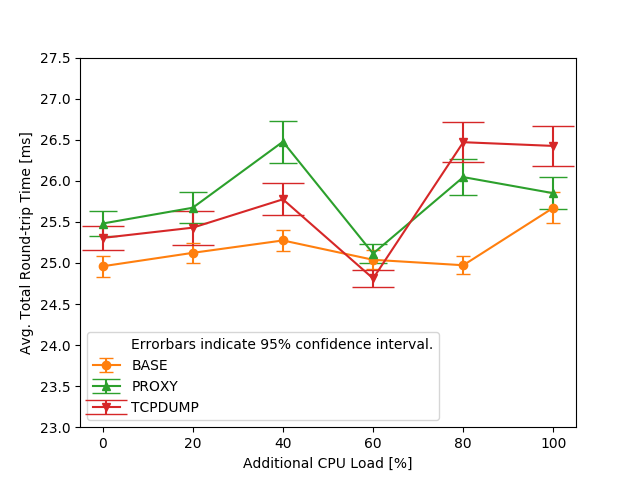 27.5
27.0
26.5
26.0
25.5
25.0
24.5
24.0
23.5
23.0
Avg. Total Round-trip Time [ms]
Errorbars indicate 95% confidence interval.
BASE
PROXY
TCPDUMP
0 20 40 60 80 100
Additional CPU Load [%]